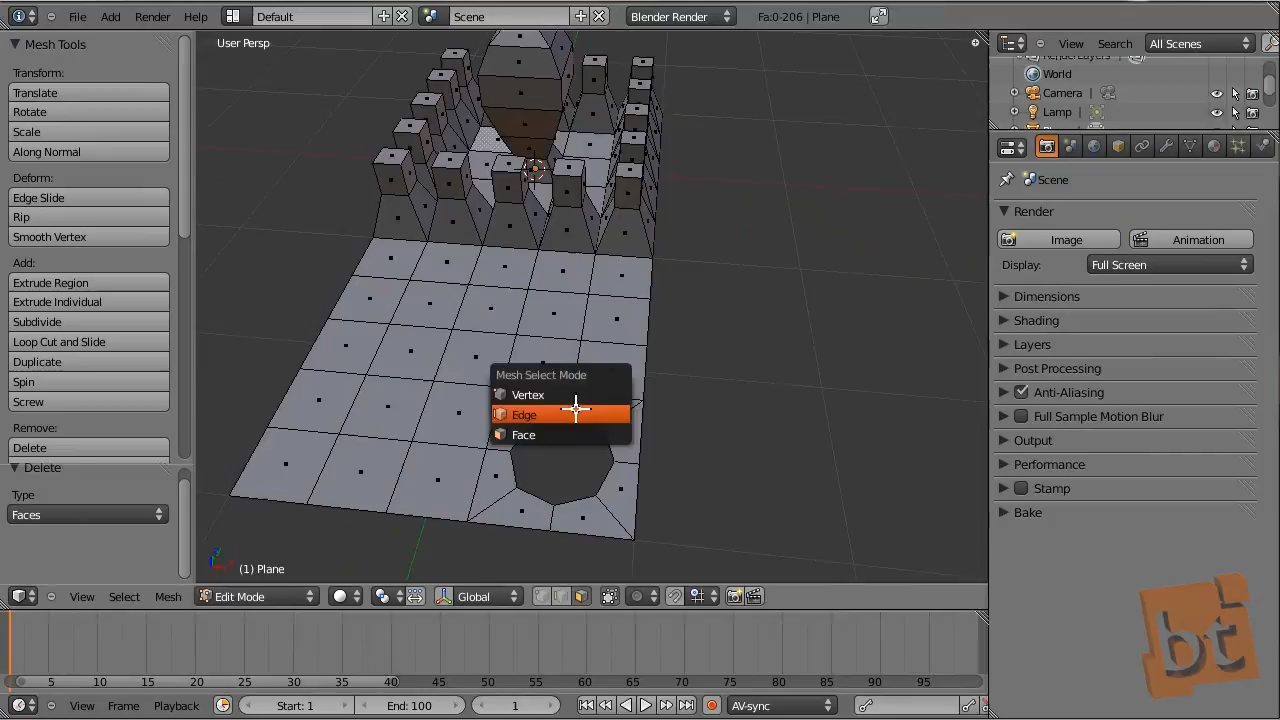 File Add Render Help Default Scene Blender Render Fa:0-206 | Plane
Mesh Tools
Transform:
Translate
Rotate
Scale
Along Normal
Deform:
Edge Slide
Rip
Smooth Vertex
Add:
Extrude Region
Extrude Individual
Subdivide
Loop Cut and Slide
Duplicate
Spin
Screw
Remove:
Delete
Delete
Type
Faces
User Persp
Mesh Select Mode
Vertex
Edge
Face
(1) Plane
View Select Mesh Edit Mode Global
5 10 15 20 25 30 35 40 45 50 55 60 65 70 75 80 85 90 95
View Frame Playback Start: 1 End: 100 1 AV-sync
View Search All Scenes
RenderLayers
World
Camera
Lamp
Scene
Render
Image Animation
Display: Full Screen
Dimensions
Shading
Layers
Post Processing
Anti-Aliasing
Full Sample Motion Blur
Output
Performance
Stamp
Bake
bt